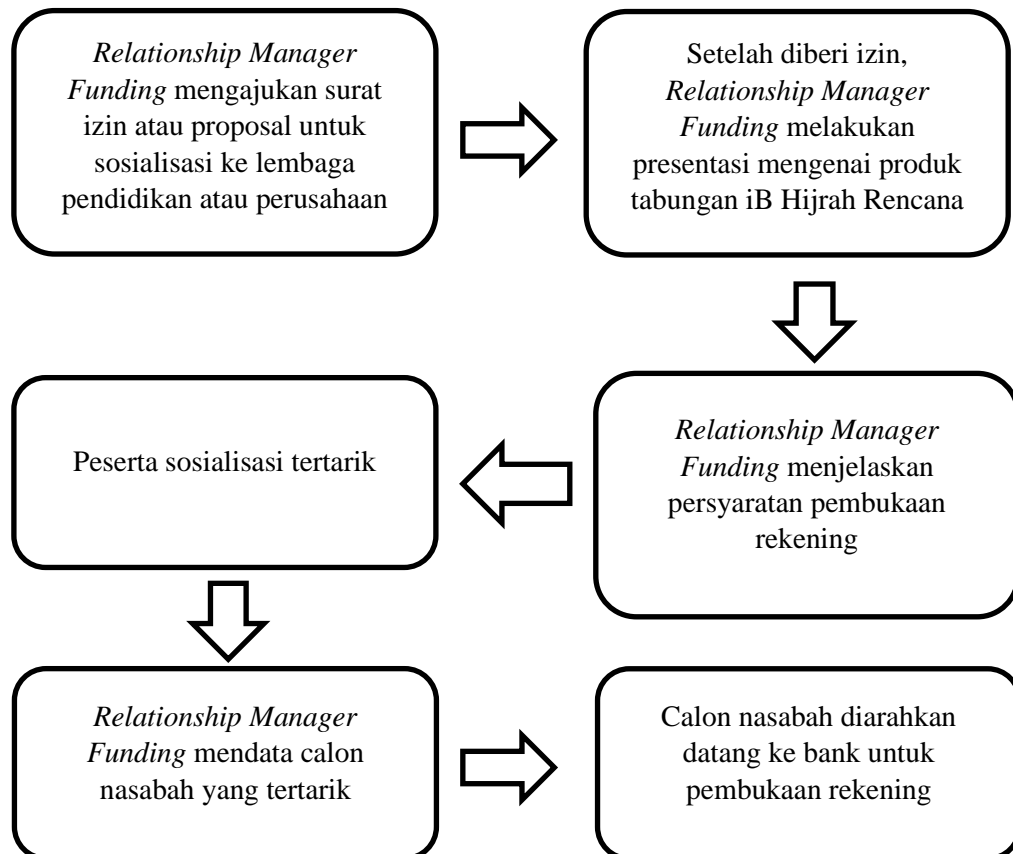 Relationship Manager
Funding mengajukan surat
izin atau proposal untuk
sosialisasi ke lembaga
pendidikan atau perusahaan
Setelah diberi izin,
Relationship Manager
Funding melakukan
presentasi mengenai produk
tabungan iB Hijrah Rencana
Relationship Manager
Funding menjelaskan
persyaratan pembukaan
rekening
Peserta sosialisasi tertarik
Relationship Manager
Funding mendata calon
nasabah yang tertarik
Calon nasabah diarahkan
datang ke bank untuk
pembukaan rekening